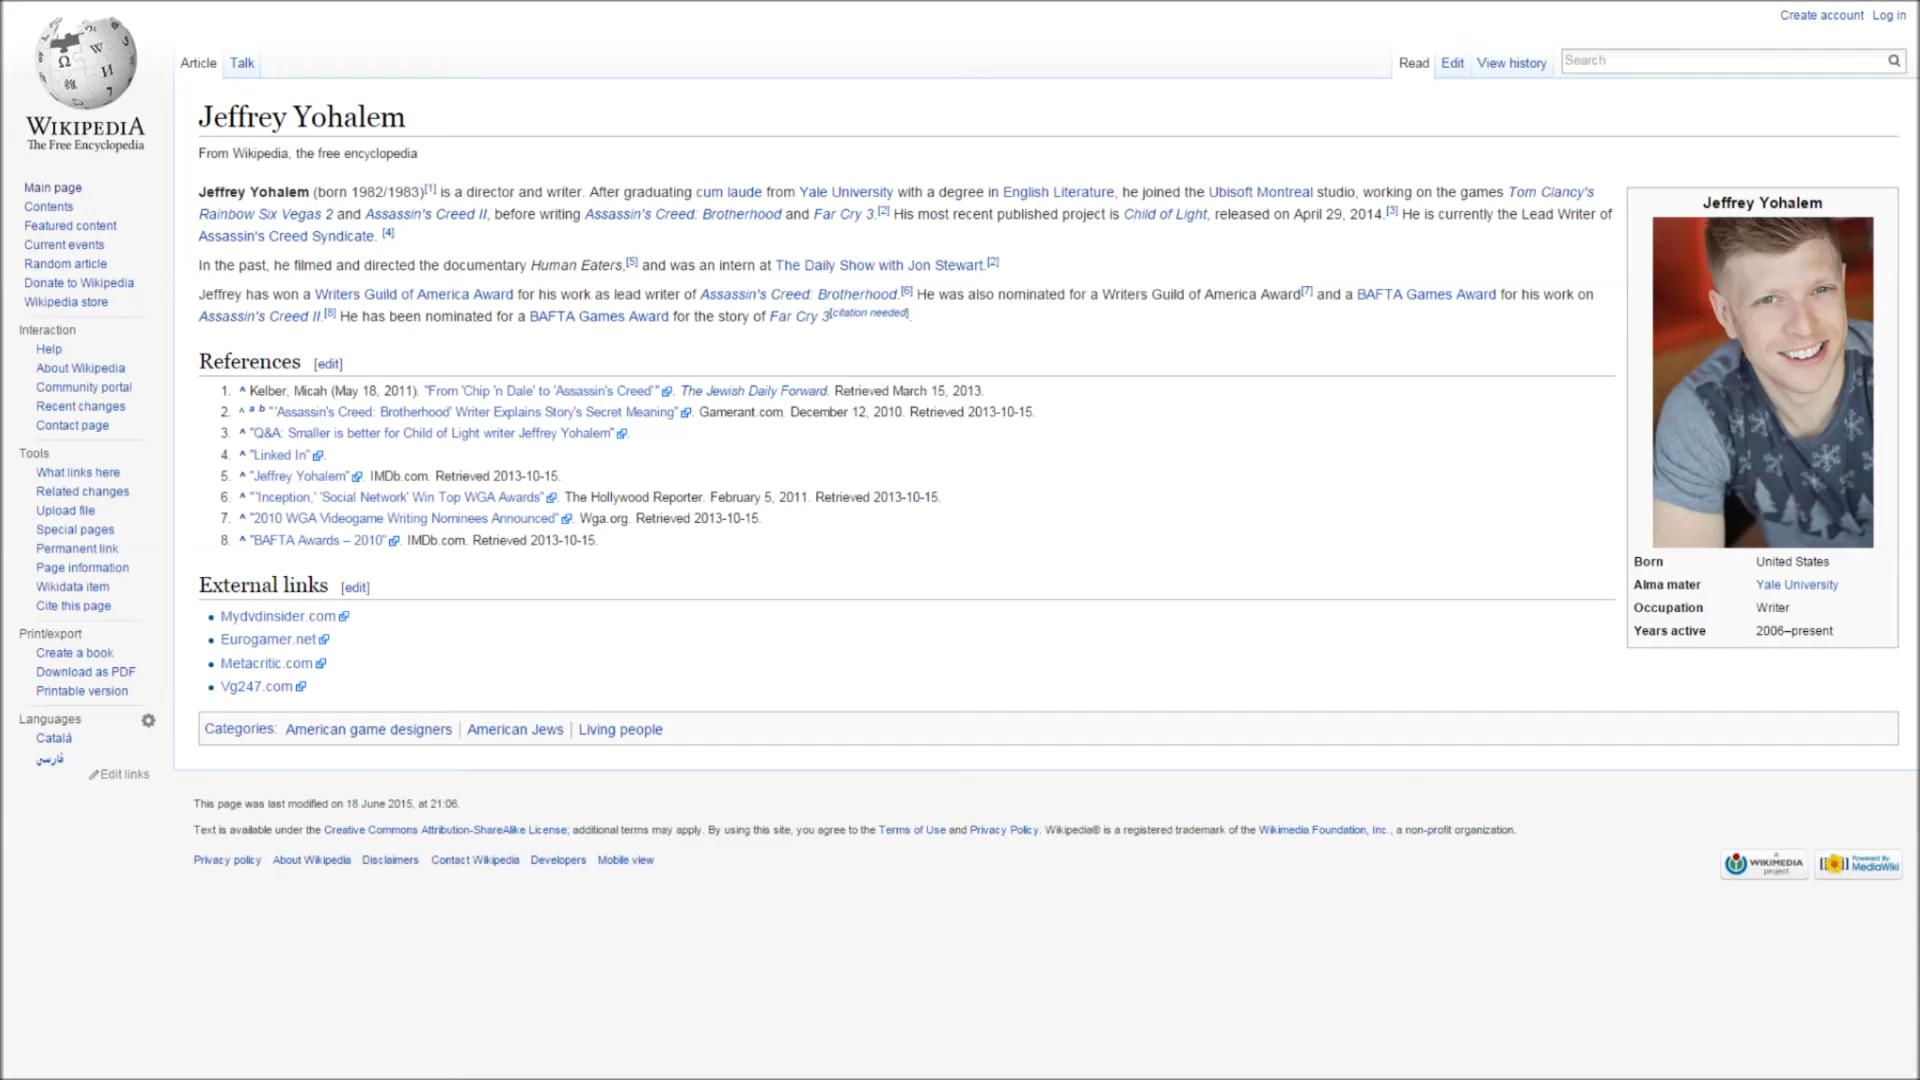 Create account Log in
Article Talk Read Edit View history Search
WIKIPEDIA
The Free Encyclopedia
Main page
Contents
Featured content
Current events
Random article
Donate to Wikipedia
Wikipedia store
Interaction
Help
About Wikipedia
Community portal
Recent changes
Contact page
Tools
What links here
Related changes
Upload file
Special pages
Permanent link
Page information
Wikidata item
Cite this page
Print/export
Create a book
Download as PDF
Printable version
Languages
Català
فارسی
Edit links
Jeffrey Yohalem
From Wikipedia, the free encyclopedia
Jeffrey Yohalem (born 1982/1983)[1] is a director and writer. After graduating cum laude from Yale University with a degree in English Literature, he joined the Ubisoft Montreal studio, working on the games Tom Clancy's
Rainbow Six Vegas 2 and Assassin's Creed II, before writing Assassin's Creed: Brotherhood and Far Cry 3.[2] His most recent published project is Child of Light, released on April 29, 2014.[3] He is currently the Lead Writer of
Assassin's Creed Syndicate. [4]
In the past, he filmed and directed the documentary Human Eaters,[5] and was an intern at The Daily Show with Jon Stewart.[2]
Jeffrey has won a Writers Guild of America Award for his work as lead writer of Assassin's Creed: Brotherhood.[6] He was also nominated for a Writers Guild of America Award[7] and a BAFTA Games Award for his work on
Assassin's Creed II.[8] He has been nominated for a BAFTA Games Award for the story of Far Cry 3[citation needed].
References [edit]
1. ^ Kelber, Micah (May 18, 2011). "From 'Chip 'n Dale' to 'Assassin's Creed'". The Jewish Daily Forward. Retrieved March 15, 2013.
2. ^ a b "'Assassin's Creed: Brotherhood' Writer Explains Story's Secret Meaning". Gamerant.com. December 12, 2010. Retrieved 2013-10-15.
3. ^ "Q&A: Smaller is better for Child of Light writer Jeffrey Yohalem".
4. ^ "Linked In".
5. ^ "Jeffrey Yohalem". IMDb.com. Retrieved 2013-10-15.
6. ^ "'Inception,' 'Social Network' Win Top WGA Awards". The Hollywood Reporter. February 5, 2011. Retrieved 2013-10-15.
7. ^ "2010 WGA Videogame Writing Nominees Announced". Wga.org. Retrieved 2013-10-15.
8. ^ "BAFTA Awards – 2010". IMDb.com. Retrieved 2013-10-15.
External links [edit]
Mydvdinsider.com
Eurogamer.net
Metacritic.com
Vg247.com
Jeffrey Yohalem
Born United States
Alma mater Yale University
Occupation Writer
Years active 2006–present
Categories: American game designers | American Jews | Living people
This page was last modified on 18 June 2015, at 21:06.
Text is available under the Creative Commons Attribution-ShareAlike License; additional terms may apply. By using this site, you agree to the Terms of Use and Privacy Policy. Wikipedia® is a registered trademark of the Wikimedia Foundation, Inc., a non-profit organization.
Privacy policy About Wikipedia Disclaimers Contact Wikipedia Developers Mobile view
A WIKIMEDIA project
Powered By MediaWiki